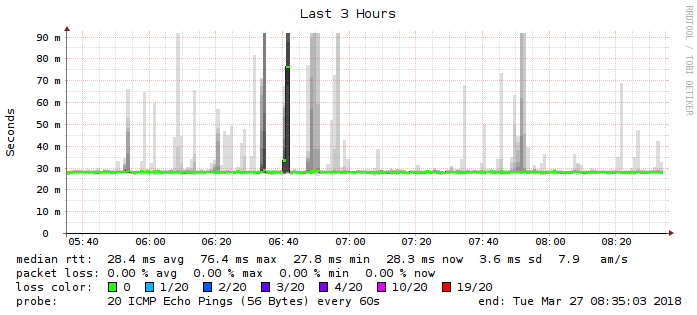 Last 3 Hours
RRDTOOL / TOBI OETIKER
Seconds
90 m
80 m
70 m
60 m
50 m
40 m
30 m
20 m
10 m
0
05:40 06:00 06:20 06:40 07:00 07:20 07:40 08:00 08:20
median rtt: 28.4 ms avg 76.4 ms max 27.8 ms min 28.3 ms now 3.6 ms sd 7.9 am/s
packet loss: 0.00 % avg 0.00 % max 0.00 % min 0.00 % now
loss color: 0 1/20 2/20 3/20 4/20 10/20 19/20
probe: 20 ICMP Echo Pings (56 Bytes) every 60s end: Tue Mar 27 08:35:03 2018